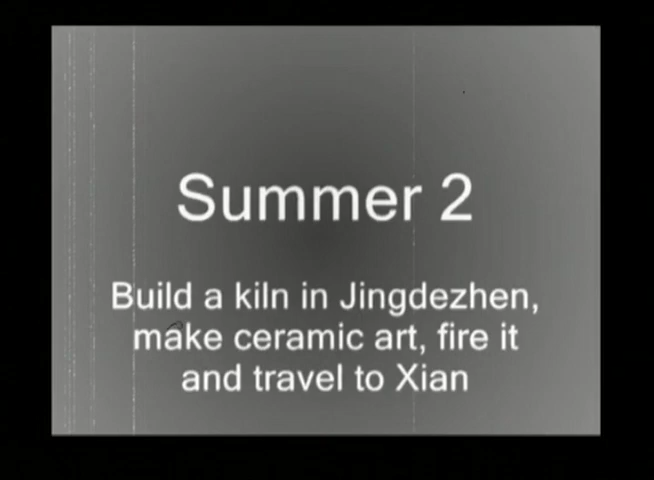 Summer 2
Build a kiln in Jingdezhen,
make ceramic art, fire it
and travel to Xian